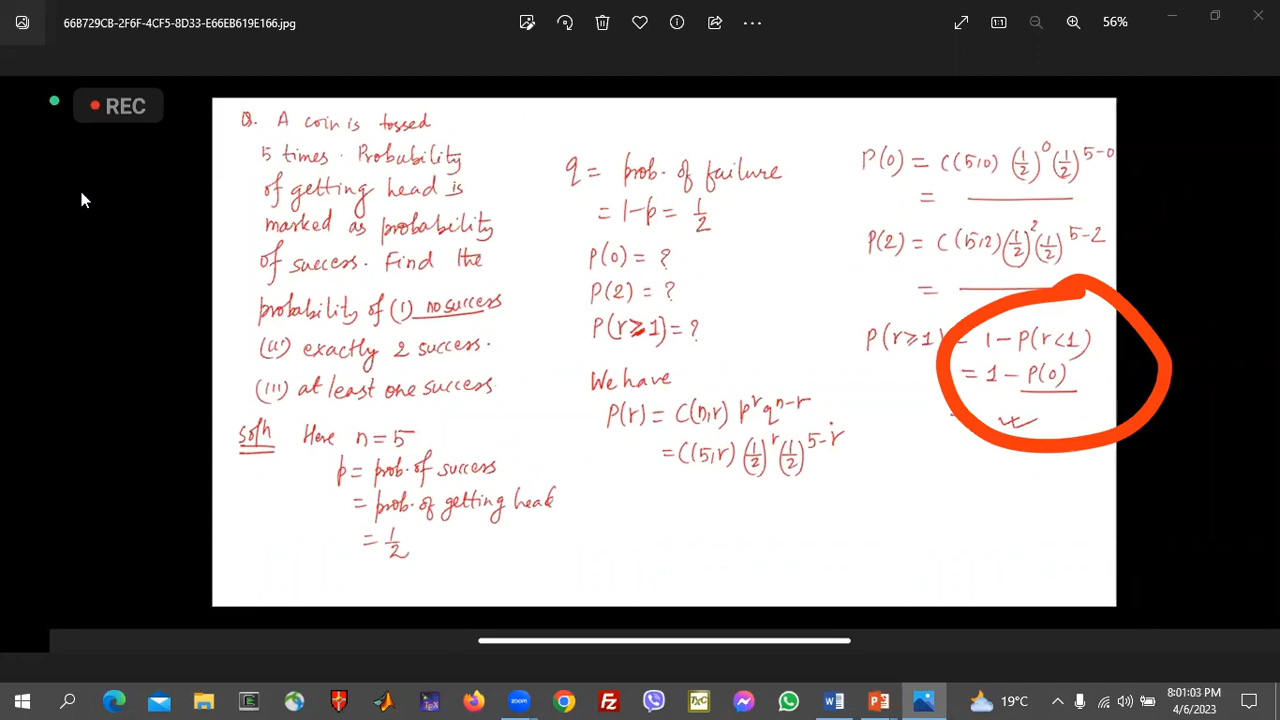 66B729CB-2F6F-4CF5-8D33-E66EB619E166.jpg
56%
REC
Q. A coin is tossed
5 times. Probability
of getting head is
marked as probability
of success. Find the
probability of (i) no success
(ii) exactly 2 success.
(iii) at least one success.
Soln Here n = 5
p = prob. of success
= prob. of getting head
= 1/2
q = prob. of failure
= 1-p = 1/2
P(0) = ?
P(2) = ?
P(r≥1) = ?
We have
P(r) = C(n,r) p^r q^n-r
= C(5,r) (1/2)^r (1/2)^5-r
P(0) = C(5,0) (1/2)^0 (1/2)^5-0
=
P(2) = C(5,2) (1/2)^2 (1/2)^5-2
=
P(r≥1) = 1 - P(r<1)
= 1 - P(0)
=
zoom
19°C
8:01:03 PM
4/6/2023